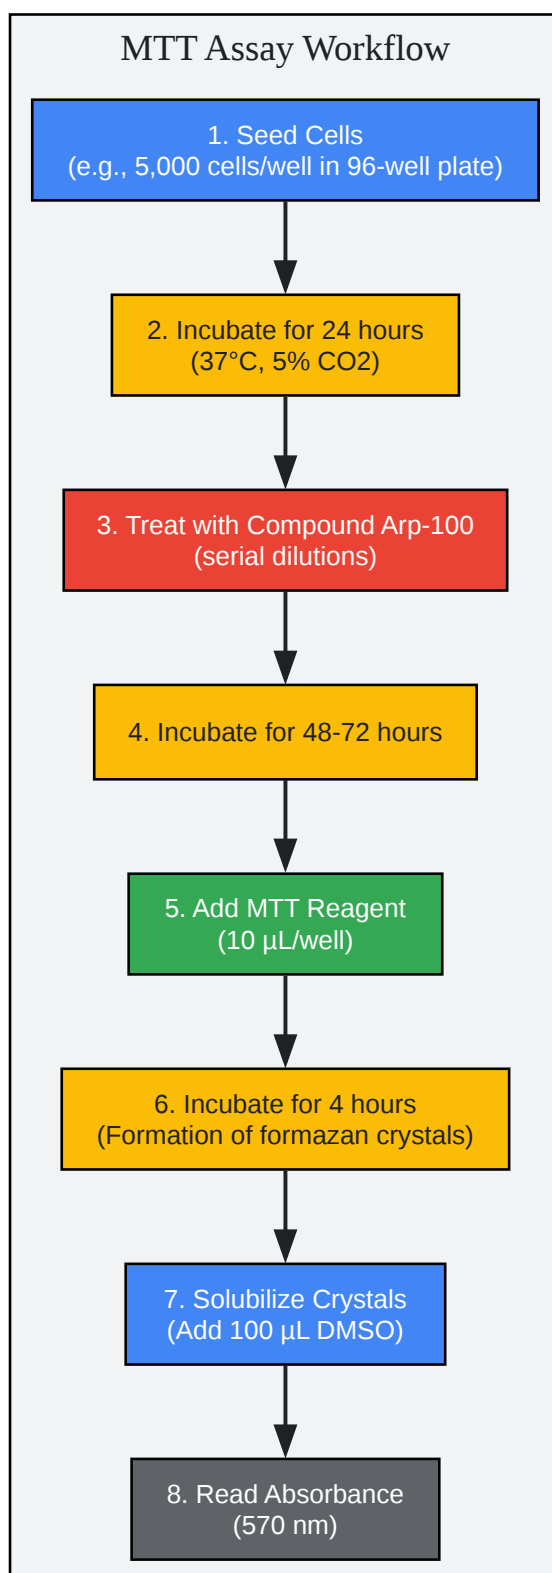 MTT Assay Workflow
1. Seed Cells
(e.g., 5,000 cells/well in 96-well plate)
2. Incubate for 24 hours
(37°C, 5% CO2)
3. Treat with Compound Arp-100
(serial dilutions)
4. Incubate for 48-72 hours
5. Add MTT Reagent
(10 µL/well)
6. Incubate for 4 hours
(Formation of formazan crystals)
7. Solubilize Crystals
(Add 100 µL DMSO)
8. Read Absorbance
(570 nm)